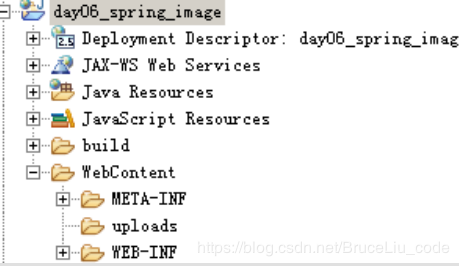 day06_spring_image
Deployment Descriptor: day06_spring_imag
JAX-WS Web Services
Java Resources
JavaScript Resources
build
WebContent
META-INF
uploads
WEB-INF
https://blog.csdn.net/BruceLiu_code